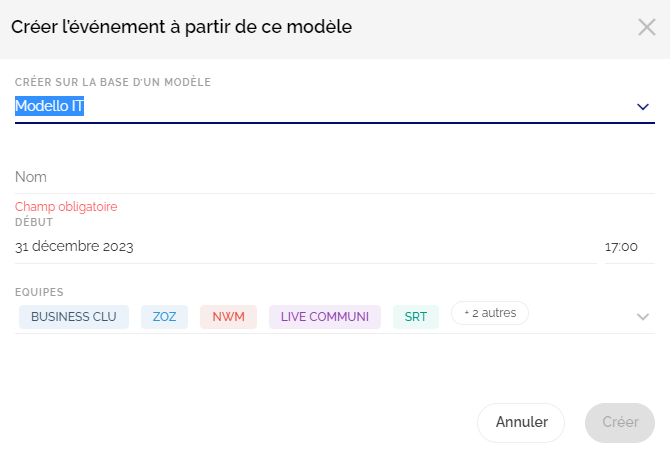 Créer l'événement à partir de ce modèle
CRÉER SUR LA BASE D'UN MODÈLE
Modello IT
Nom
Champ obligatoire
DÉBUT
31 décembre 2023 17:00
EQUIPES
BUSINESS CLU ZOZ NWM LIVE COMMUNI SRT + 2 autres
Annuler Créer